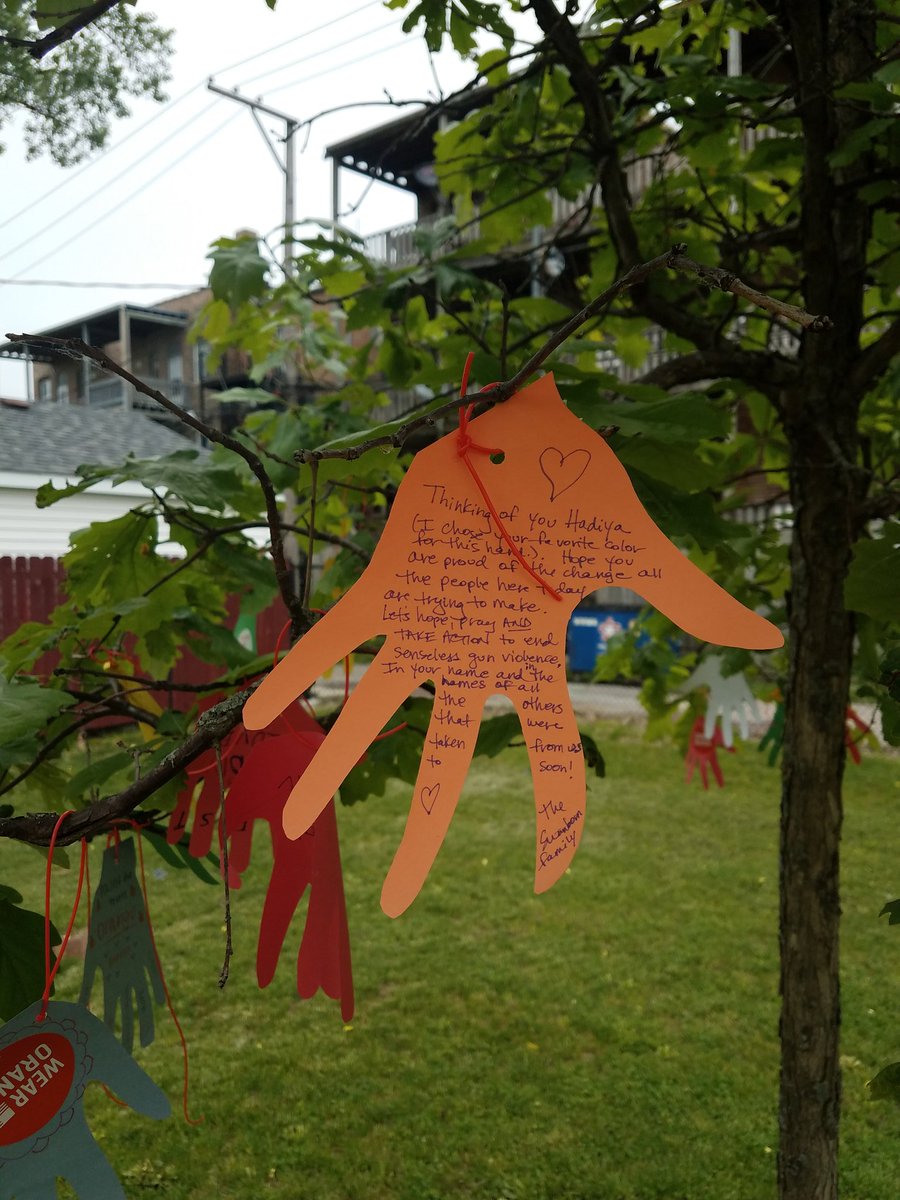 Thinking of you Hadiya
(I chose your favorite color
for this hand.). Hope you
are proud of the change all
the people here today
are trying to make.
Let's hope, pray AND
TAKE ACTION to end
senseless gun violence,
In your name and in the
names of all
the others
that were
taken from us
to soon!
The
family
WEAR
ORAN